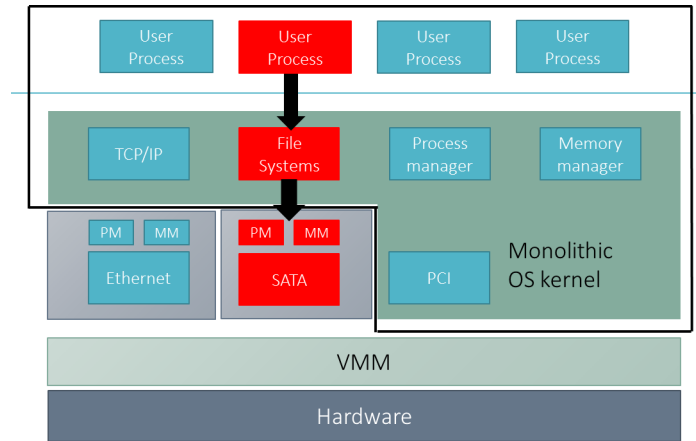 User
Process
User
Process
User
Process
User
Process
TCP/IP
File
Systems
Process
manager
Memory
manager
PM
MM
Ethernet
PM
MM
SATA
PCI
Monolithic
OS kernel
VMM
Hardware